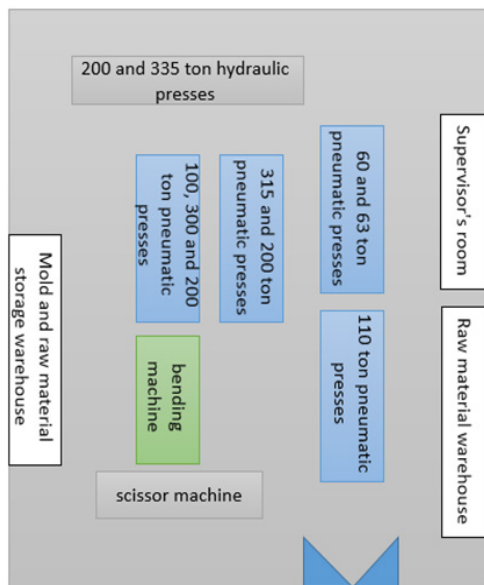 200 and 335 ton hydraulic
presses
100, 300 and 200
ton pneumatic
presses
315 and 200 ton
pneumatic presses
60 and 63 ton
pneumatic presses
Supervisor's room
Mold and raw material
storage warehouse
bending
machine
110 ton pneumatic
presses
Raw material warehouse
scissor machine